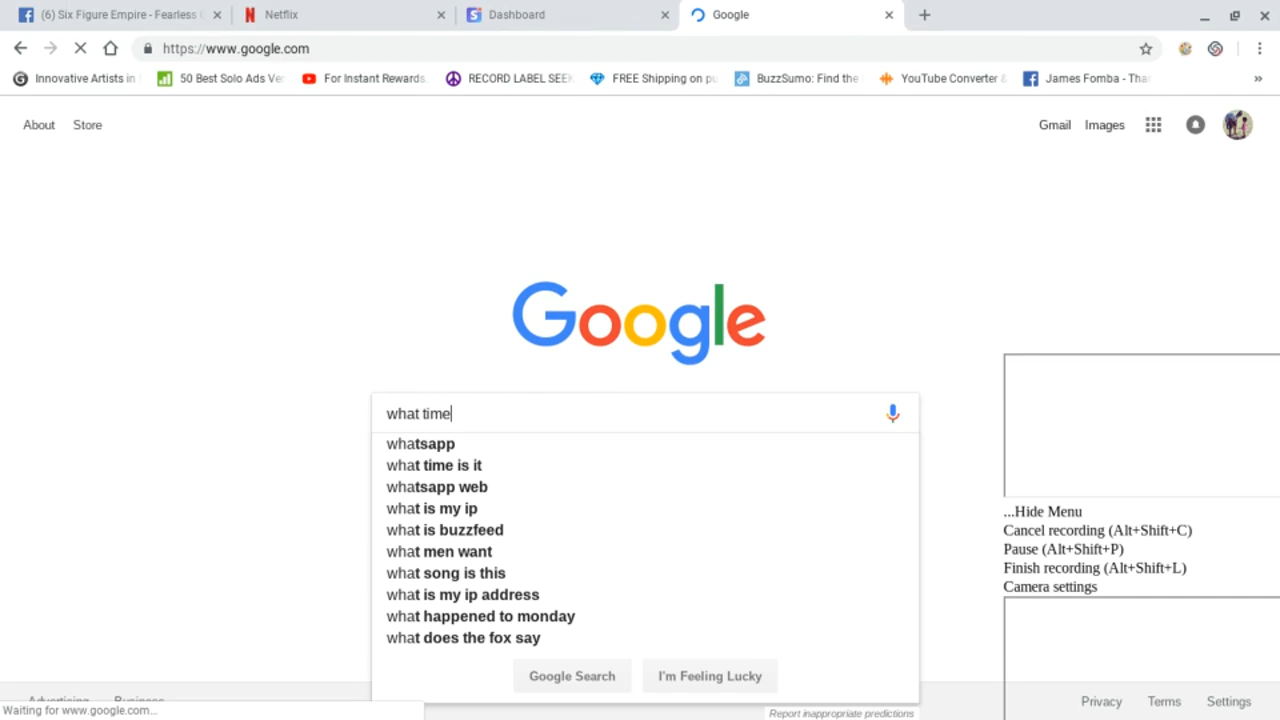 (6) Six Figure Empire - Fearless
Netflix
Dashboard
Google
https://www.google.com
Innovative Artists in
50 Best Solo Ads Ve
For Instant Rewards.
RECORD LABEL SEEK
FREE Shipping on pu
BuzzSumo: Find the
YouTube Converter &
James Fomba - Tha
About
Store
Gmail
Images
Google
what time
whatsapp
what time is it
whatsapp web
what is my ip
what is buzzfeed
what men want
what song is this
what is my ip address
what happened to monday
what does the fox say
Google Search
I'm Feeling Lucky
Report inappropriate predictions
...Hide Menu
Cancel recording (Alt+Shift+C)
Pause (Alt+Shift+P)
Finish recording (Alt+Shift+L)
Camera settings
Advertising
Business
Privacy
Terms
Settings
Waiting for www.google.com...